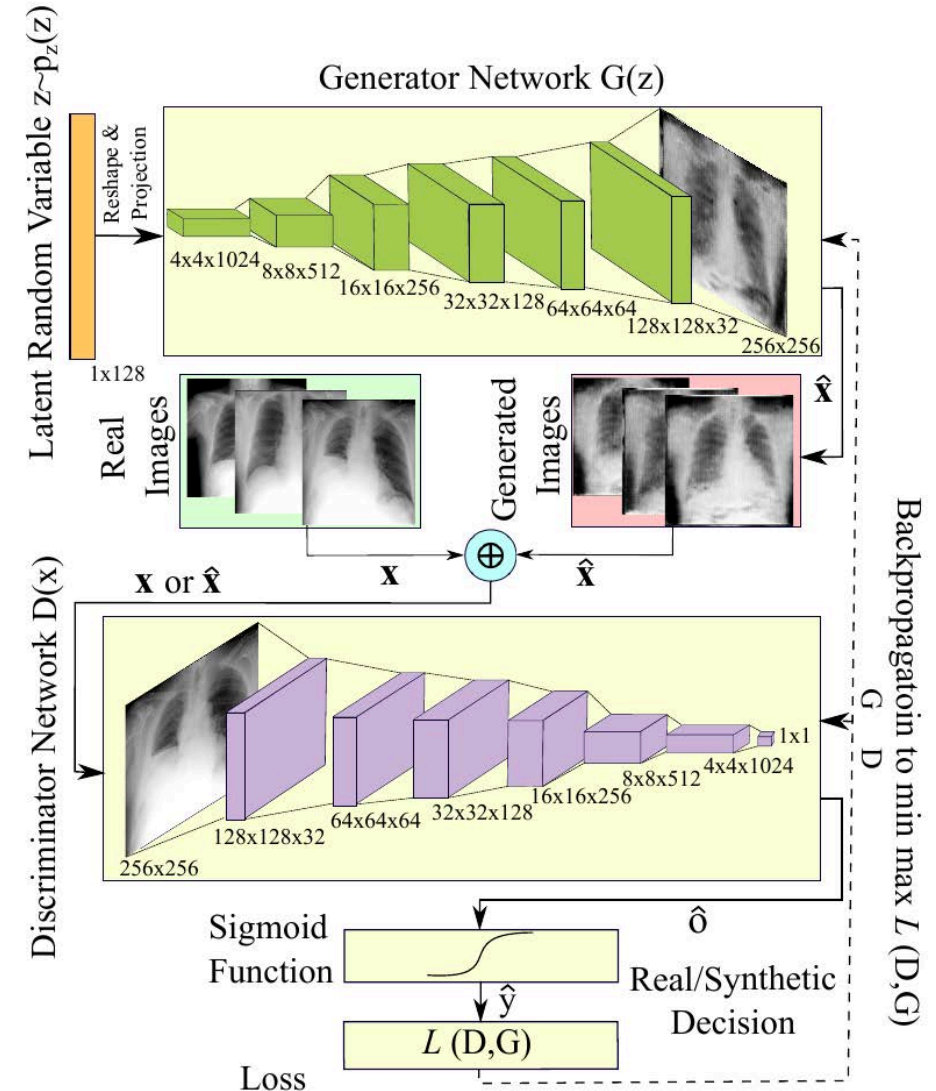 Generator Network G(z)
Latent Random Variable z~p_z(z)
Reshape &
Projection
1x128
4x4x1024
8x8x512
16x16x256
32x32x128
64x64x64
128x128x32
256x256
x̂
Real
Images
Generated
Images
x
x̂
x or x̂
Discriminator Network D(x)
256x256
128x128x32
64x64x64
32x32x128
16x16x256
8x8x512
4x4x1024
1x1
G
D
Backpropagatoin to min max L (D,G)
ô
Sigmoid
Function
ŷ
Real/Synthetic
Decision
L (D,G)
Loss